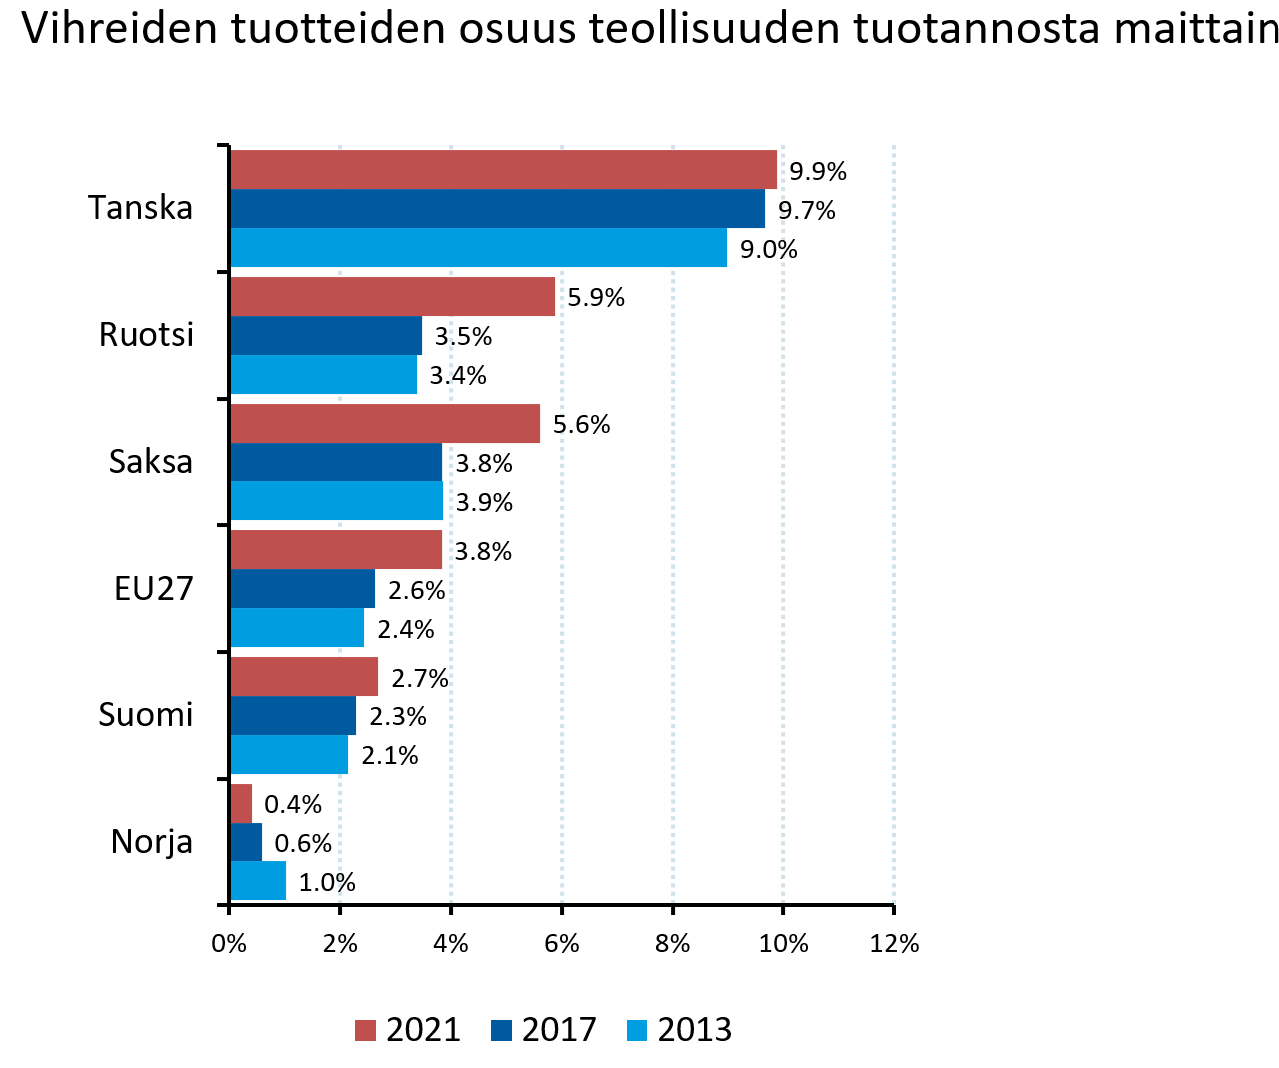 Vihreiden tuotteiden osuus teollisuuden tuotannosta maittain
Tanska
9.9%
9.7%
9.0%
Ruotsi
5.9%
3.5%
3.4%
Saksa
5.6%
3.8%
3.9%
EU27
3.8%
2.6%
2.4%
Suomi
2.7%
2.3%
2.1%
Norja
0.4%
0.6%
1.0%
0% 2% 4% 6% 8% 10% 12%
2021 2017 2013